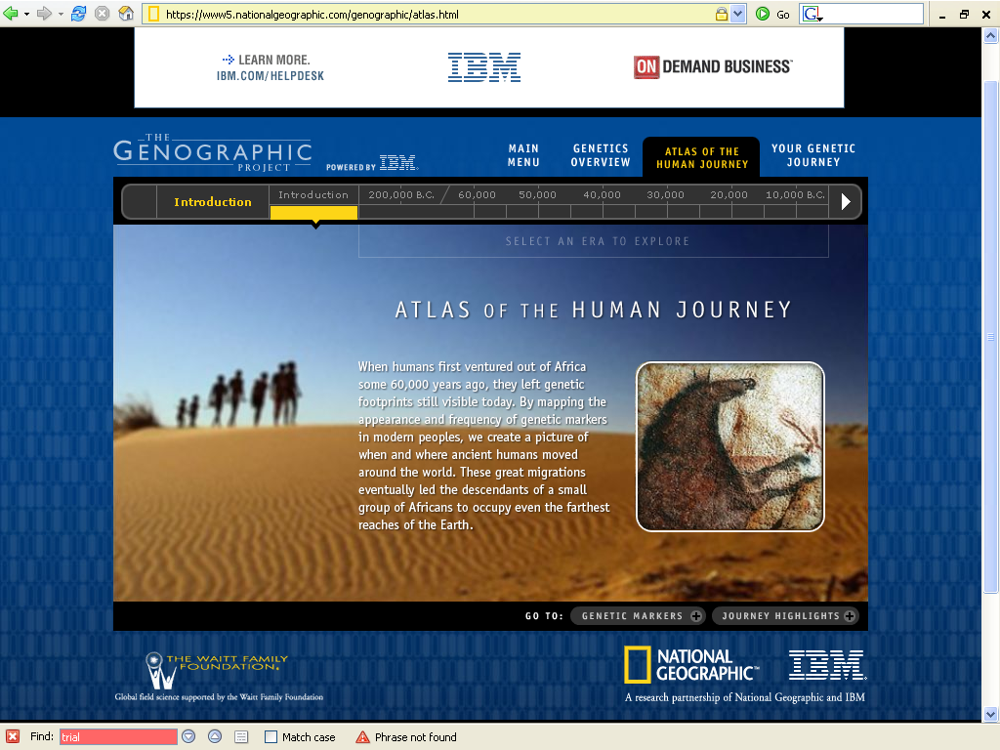 https://www5.nationalgeographic.com/genographic/atlas.html
Go
G
LEARN MORE.
IBM.COM/HELPDESK
IBM
ON DEMAND BUSINESS™
THE
GENOGRAPHIC
PROJECT
POWERED BY IBM
MAIN
MENU
GENETICS
OVERVIEW
ATLAS OF THE
HUMAN JOURNEY
YOUR GENETIC
JOURNEY
Introduction
Introduction
200,000 B.C.
60,000
50,000
40,000
30,000
20,000
10,000 B.C.
SELECT AN ERA TO EXPLORE
ATLAS OF THE HUMAN JOURNEY
When humans first ventured out of Africa
some 60,000 years ago, they left genetic
footprints still visible today. By mapping the
appearance and frequency of genetic markers
in modern peoples, we create a picture of
when and where ancient humans moved
around the world. These great migrations
eventually led the descendants of a small
group of Africans to occupy even the farthest
reaches of the Earth.
GO TO:
GENETIC MARKERS
JOURNEY HIGHLIGHTS
THE WAITT FAMILY
FOUNDATION.
Global field science supported by the Waitt Family Foundation
NATIONAL
GEOGRAPHIC™
IBM
A research partnership of National Geographic and IBM
Find:
trial
Match case
Phrase not found